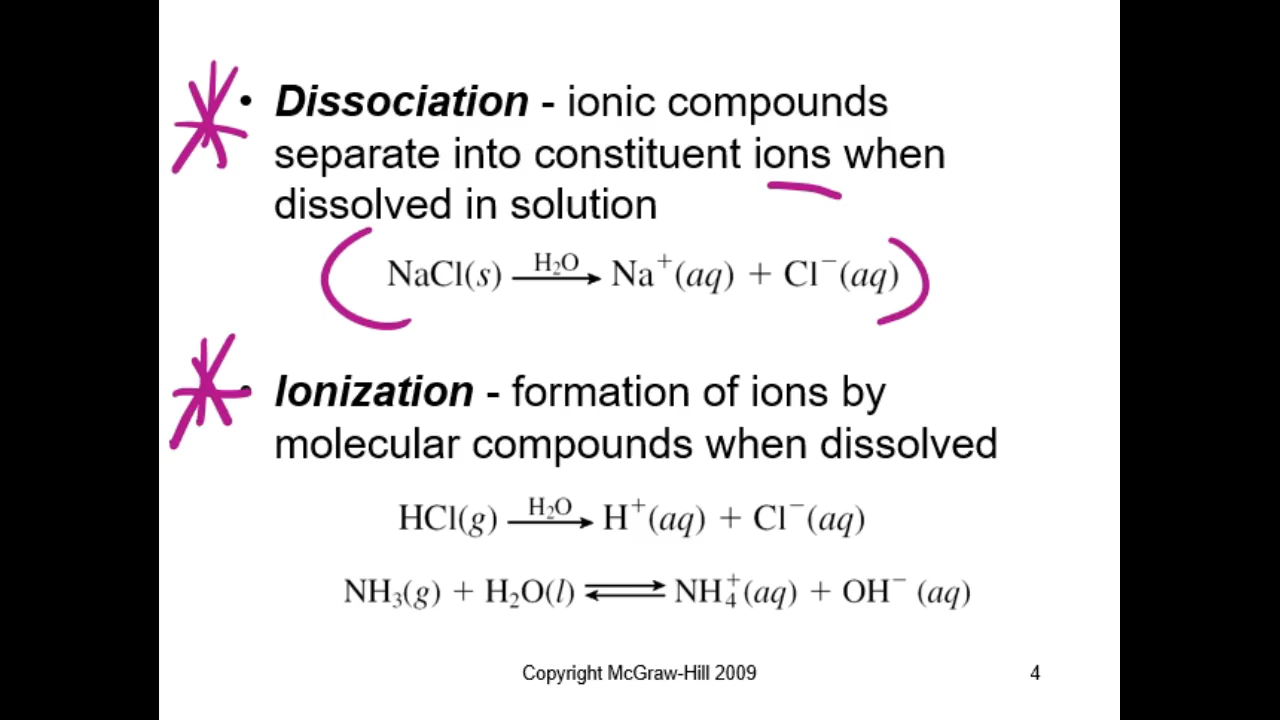 • Dissociation - ionic compounds
separate into constituent ions when
dissolved in solution
NaCl(s) —H₂O→ Na⁺(aq) + Cl⁻(aq)
• Ionization - formation of ions by
molecular compounds when dissolved
HCl(g) —H₂O→ H⁺(aq) + Cl⁻(aq)
NH₃(g) + H₂O(l) ⇌ NH₄⁺(aq) + OH⁻ (aq)
Copyright McGraw-Hill 2009
4